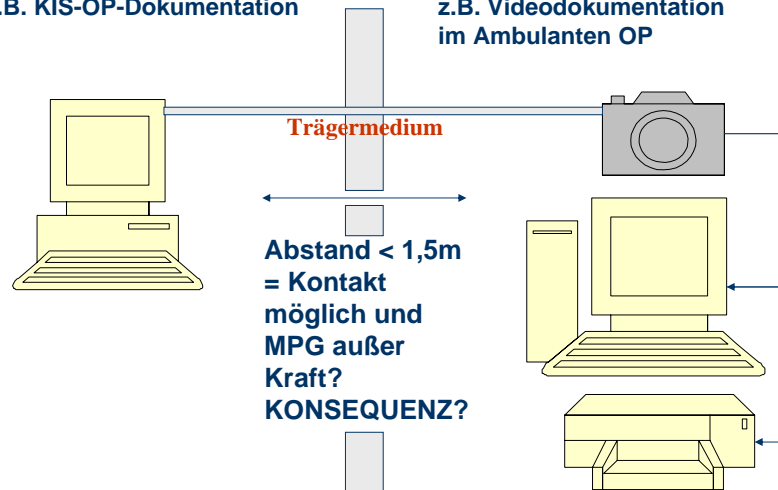 .B. KIS-OP-Dokumentation
z.B. Videodokumentation
im Ambulanten OP
Trägermedium
Abstand < 1,5m
= Kontakt
möglich und
MPG außer
Kraft?
KONSEQUENZ?